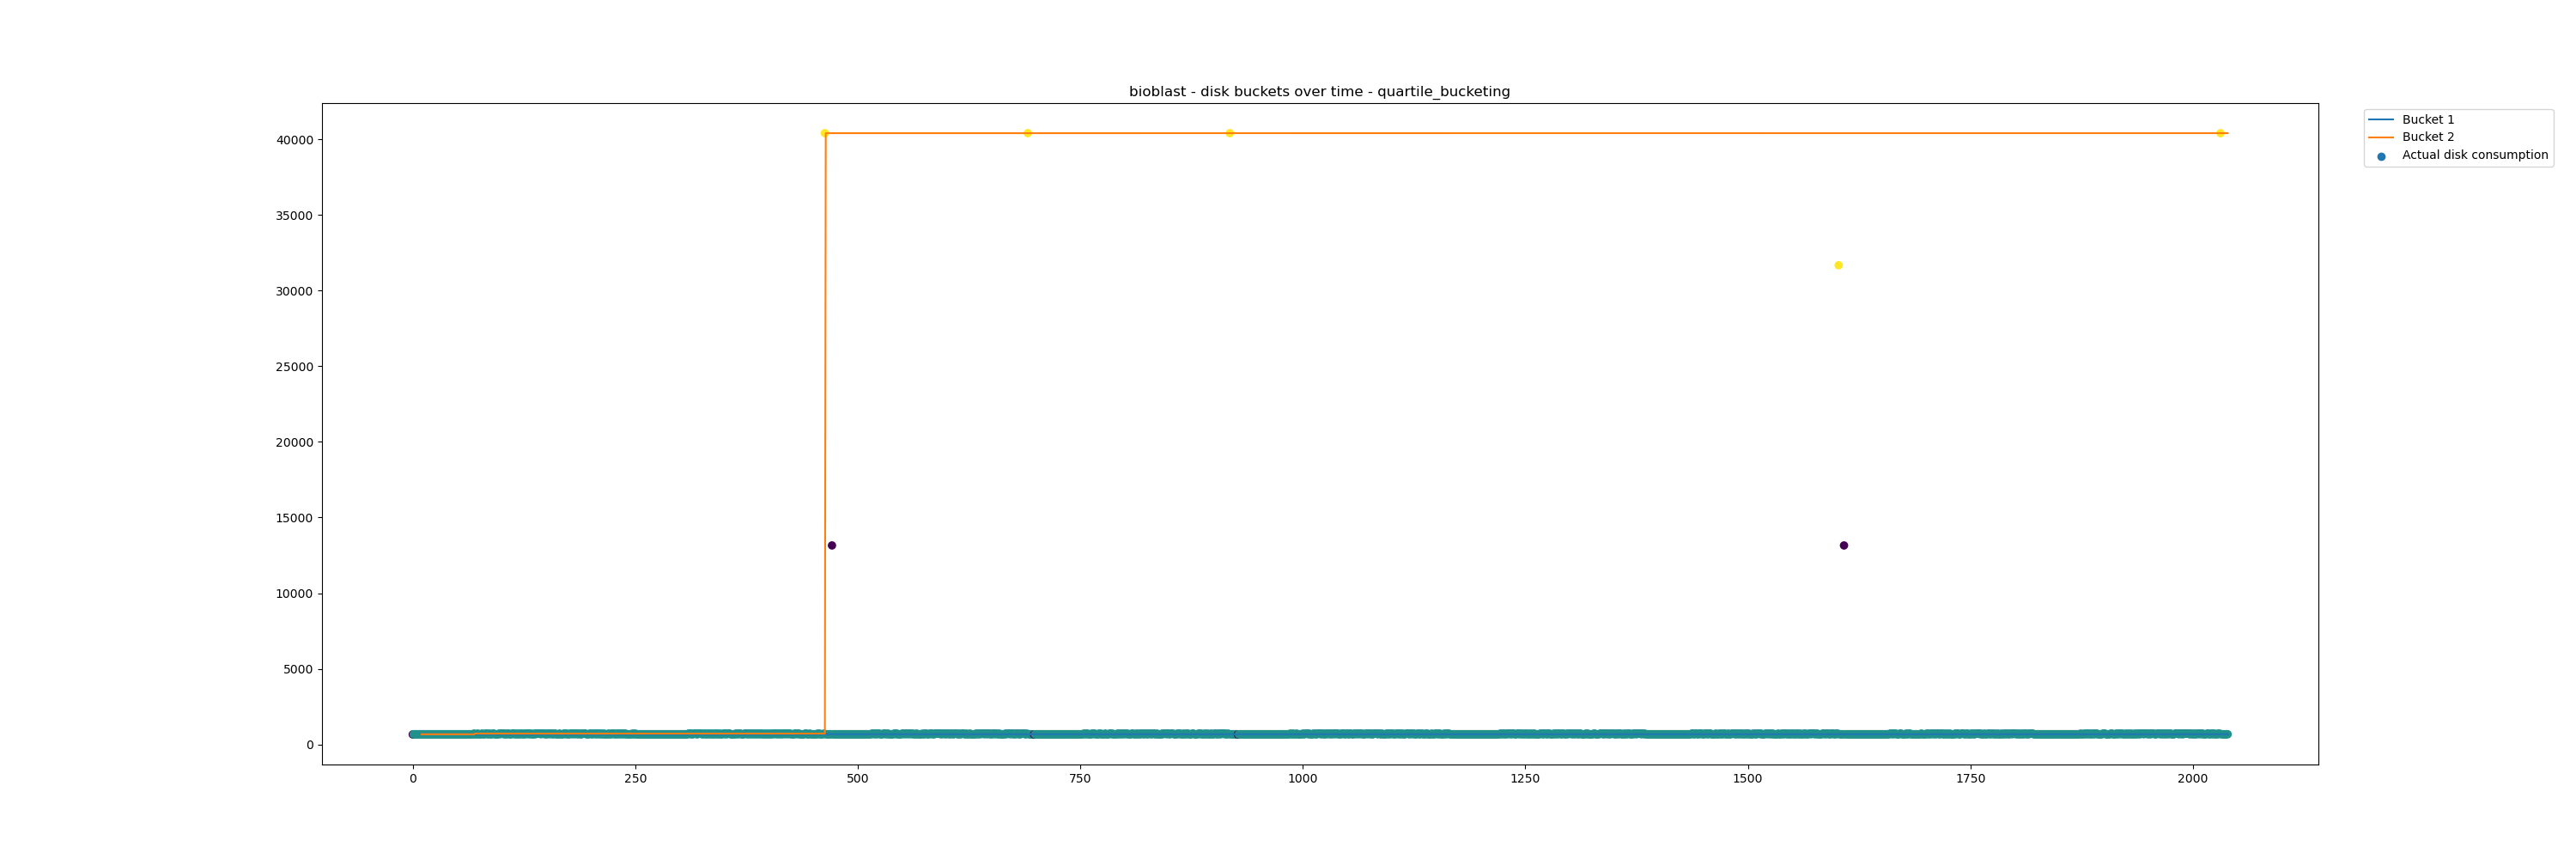 bioblast - disk buckets over time - quartile_bucketing
Bucket 1
Bucket 2
Actual disk consumption
40000
35000
30000
25000
20000
15000
10000
5000
0
0 250 500 750 1000 1250 1500 1750 2000